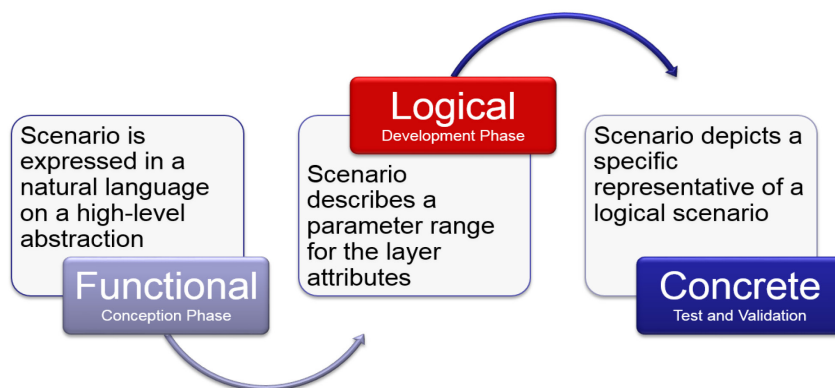 Scenario is
expressed in a
natural language
on a high-level
abstraction
Functional
Conception Phase
Logical
Development Phase
Scenario
describes a
parameter range
for the layer
attributes
Scenario depicts a
specific
representative of a
logical scenario
Concrete
Test and Validation